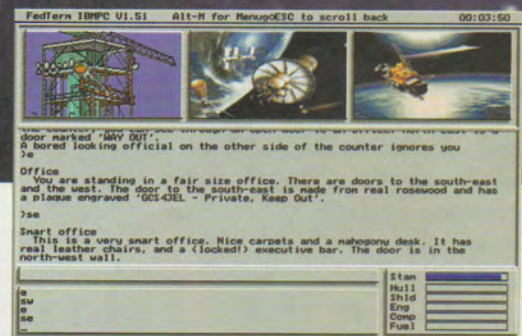 FedTerm IBMPC V1.51 Alt-M for Menug◊ESC to scroll back 00:03:50
door marked 'WAY OUT'.
A bored looking official on the other side of the counter ignores you
>e
Office
You are standing in a fair size office. There are doors to the south-east
and the west. The door to the south-east is made from real rosewood and has
a plaque engraved 'GCS43EL - Private, Keep Out'.
>se
Smart office
This is a very smart office. Nice carpets and a mahogony desk. It has
real leather chairs, and a (locked!) executive bar. The door is in the
north-west wall.
e
sw
e
se
Stam
Hull
Shld
Eng
Comp
Fuel